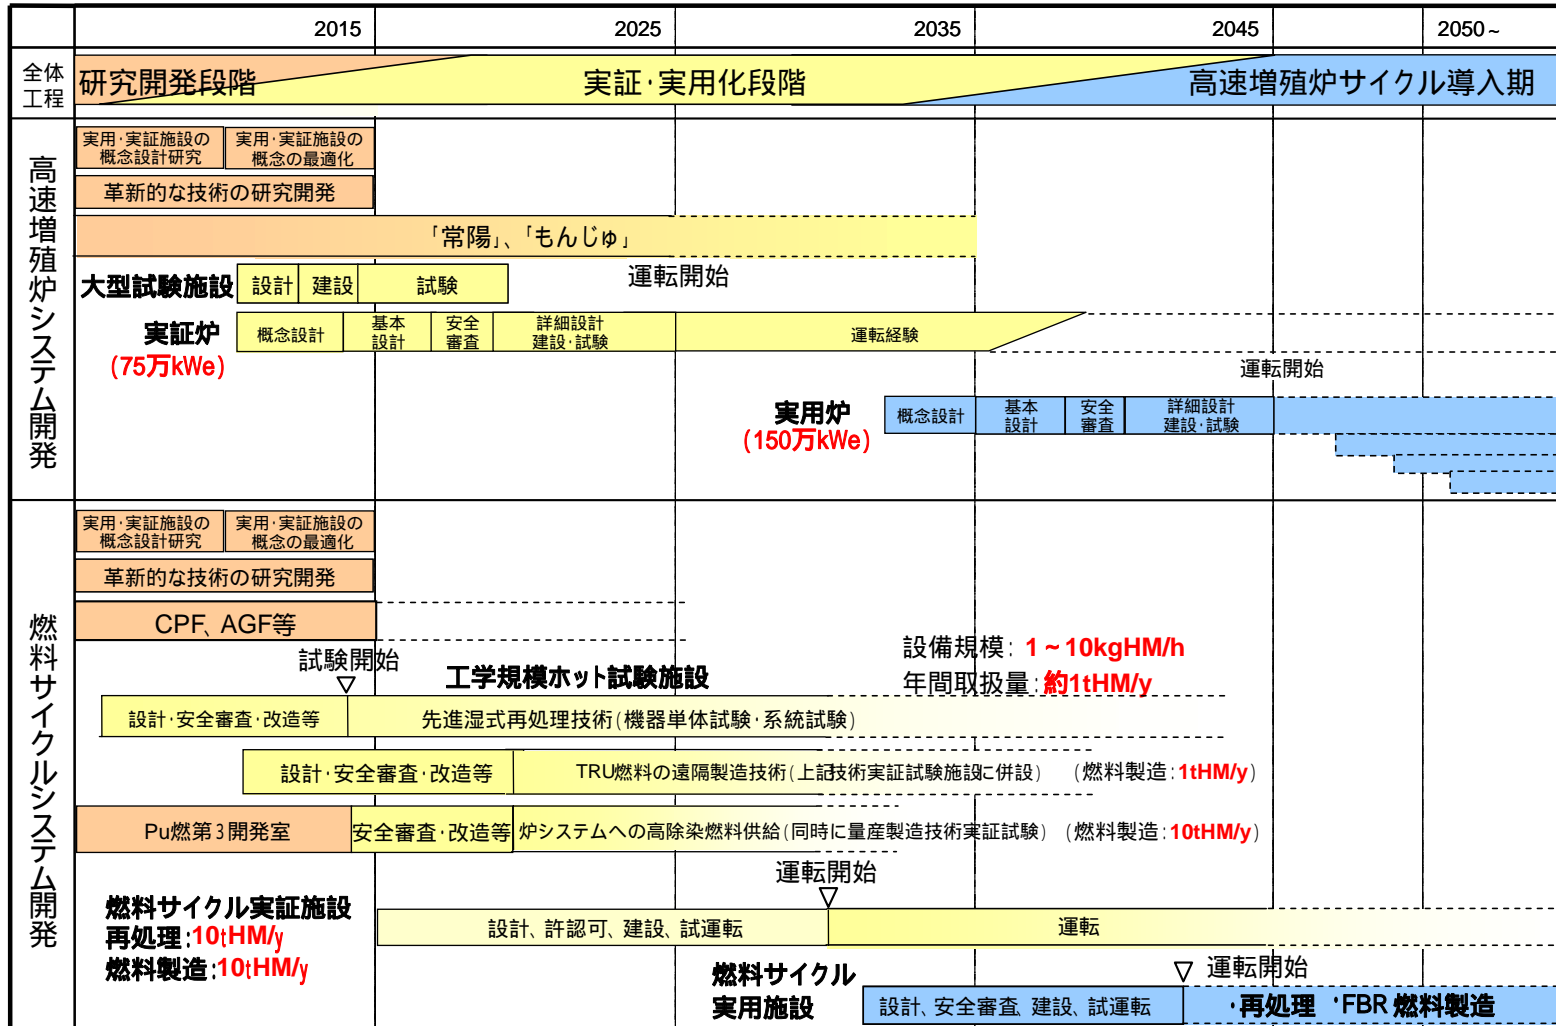 2015
2025
2035
2045
2050~
全体
工程
研究開発段階
実証・実用化段階
高速増殖炉サイクル導入期
高速増殖炉システム開発
実用・実証施設の
概念設計研究
実用・実証施設の
概念の最適化
革新的な技術の研究開発
「常陽」、「もんじゅ」
大型試験施設
設計
建設
試験
運転開始
実証炉
(75万kWe)
概念設計
基本
設計
安全
審査
詳細設計
建設・試験
運転経験
運転開始
実用炉
(150万kWe)
概念設計
基本
設計
安全
審査
詳細設計
建設・試験
燃料サイクルシステム開発
実用・実証施設の
概念設計研究
実用・実証施設の
概念の最適化
革新的な技術の研究開発
CPF、AGF等
試験開始
工学規模ホット試験施設
設備規模：1~10kgHM/h
年間取扱量：約1tHM/y
設計・安全審査・改造等
先進湿式再処理技術(機器単体試験・系統試験)
設計・安全審査・改造等
TRU燃料の遠隔製造技術(上記技術実証試験施設に併設)
(燃料製造：1tHM/y)
Pu燃第3開発室
安全審査・改造等
炉システムへの高除染燃料供給(同時に量産製造技術実証試験)
(燃料製造：10tHM/y)
運転開始
燃料サイクル実証施設
再処理：10tHM/y
燃料製造：10tHM/y
設計、許認可、建設、試運転
運転
運転開始
燃料サイクル
実用施設
設計、安全審査、建設、試運転
・再処理 ・FBR燃料製造